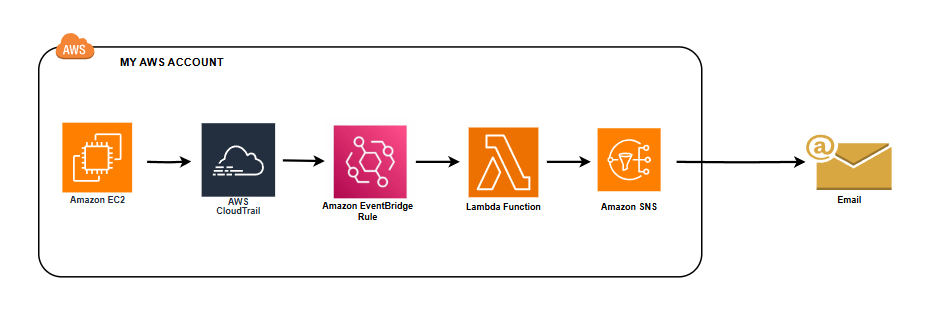 AWS
MY AWS ACCOUNT
Amazon EC2
AWS
CloudTrail
Amazon EventBridge
Rule
Lambda Function
Amazon SNS
@
Email